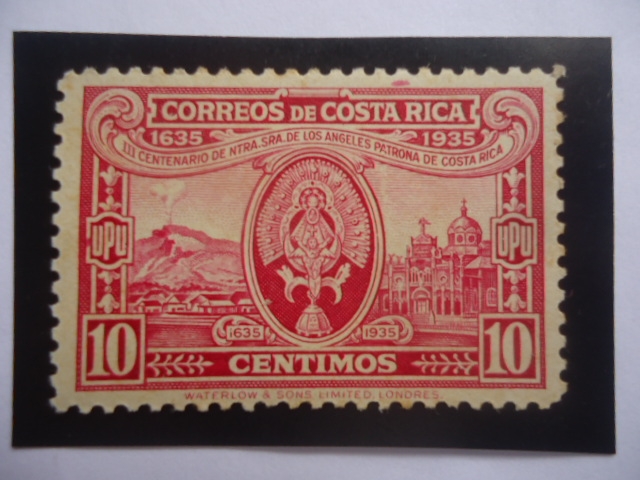 CORREOS DE COSTA RICA
1635 1935
III CENTENARIO DE NTRA. SRA. DE LOS ANGELES PATRONA DE COSTA RICA
UPU UPU
1635 1935
10 CENTIMOS 10
WATERLOW & SONS LIMITED, LONDRES.